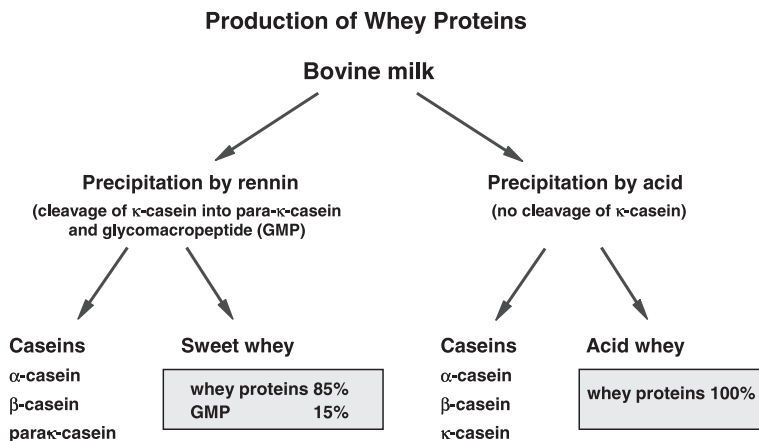 Production of Whey Proteins
Bovine milk
Precipitation by rennin
(cleavage of κ-casein into para-κ-casein
and glycomacropeptide (GMP)
Precipitation by acid
(no cleavage of κ-casein)
Caseins
α-casein
β-casein
paraκ-casein
Sweet whey
whey proteins 85%
GMP 15%
Caseins
α-casein
β-casein
κ-casein
Acid whey
whey proteins 100%